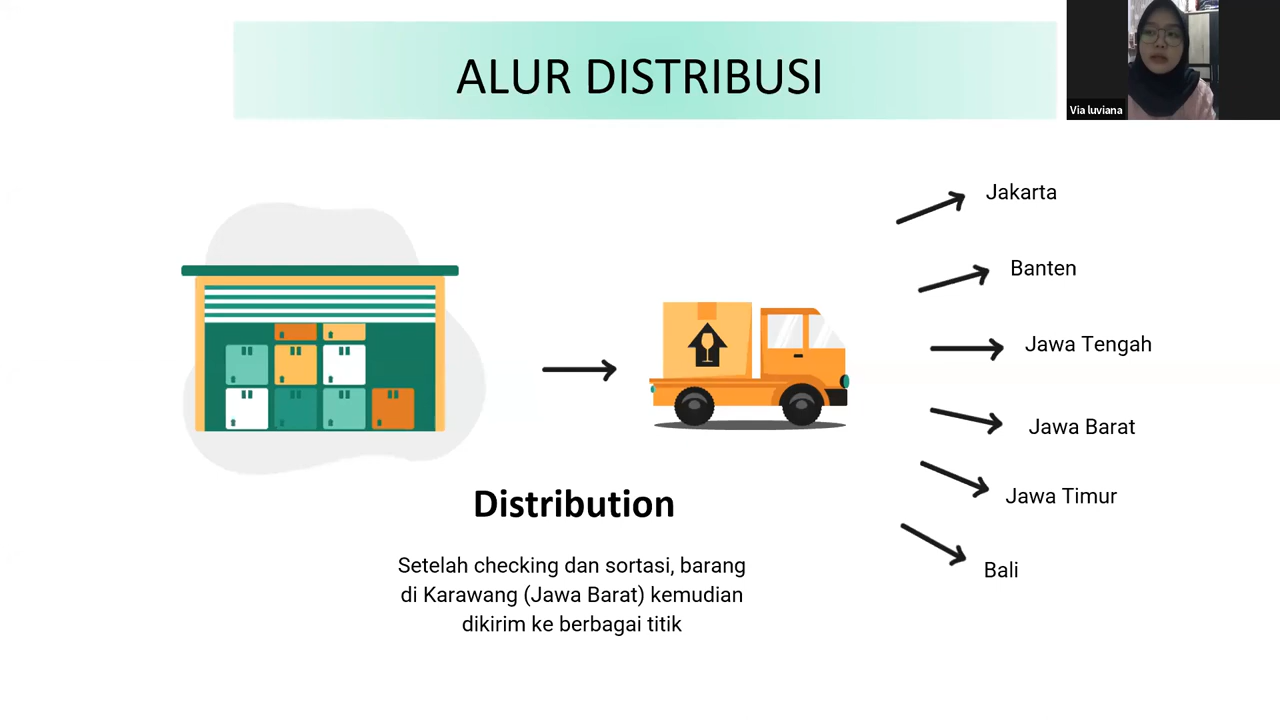 ALUR DISTRIBUSI
Via luviana
Jakarta
Banten
Jawa Tengah
Jawa Barat
Jawa Timur
Bali
Distribution
Setelah checking dan sortasi, barang
di Karawang (Jawa Barat) kemudian
dikirim ke berbagai titik